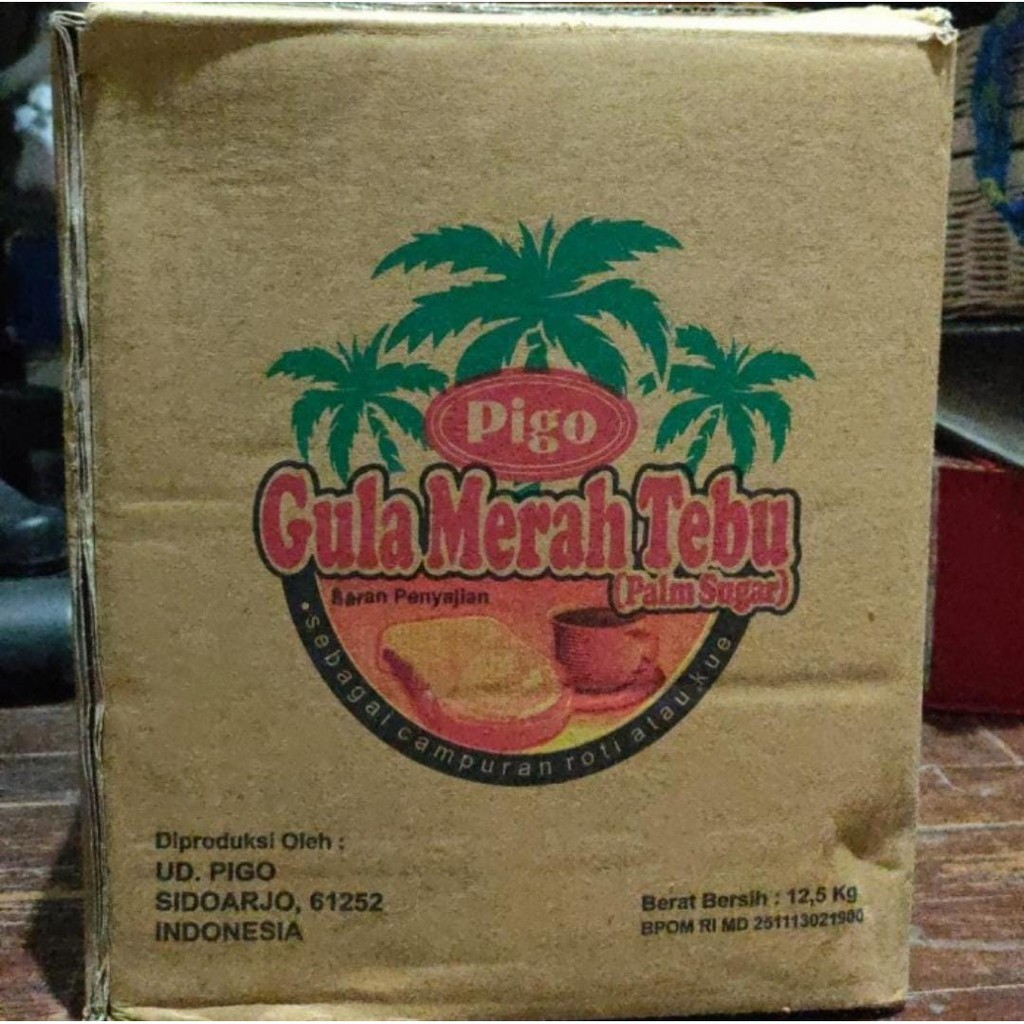 Pigo
Gula Merah Tebu
(Palm Sugar)
Saran Penyajian
• sebagai campuran roti atau kue
Diproduksi Oleh :
UD. PIGO
SIDOARJO, 61252
INDONESIA
Berat Bersih : 12,5 Kg
BPOM RI MD 251113021900